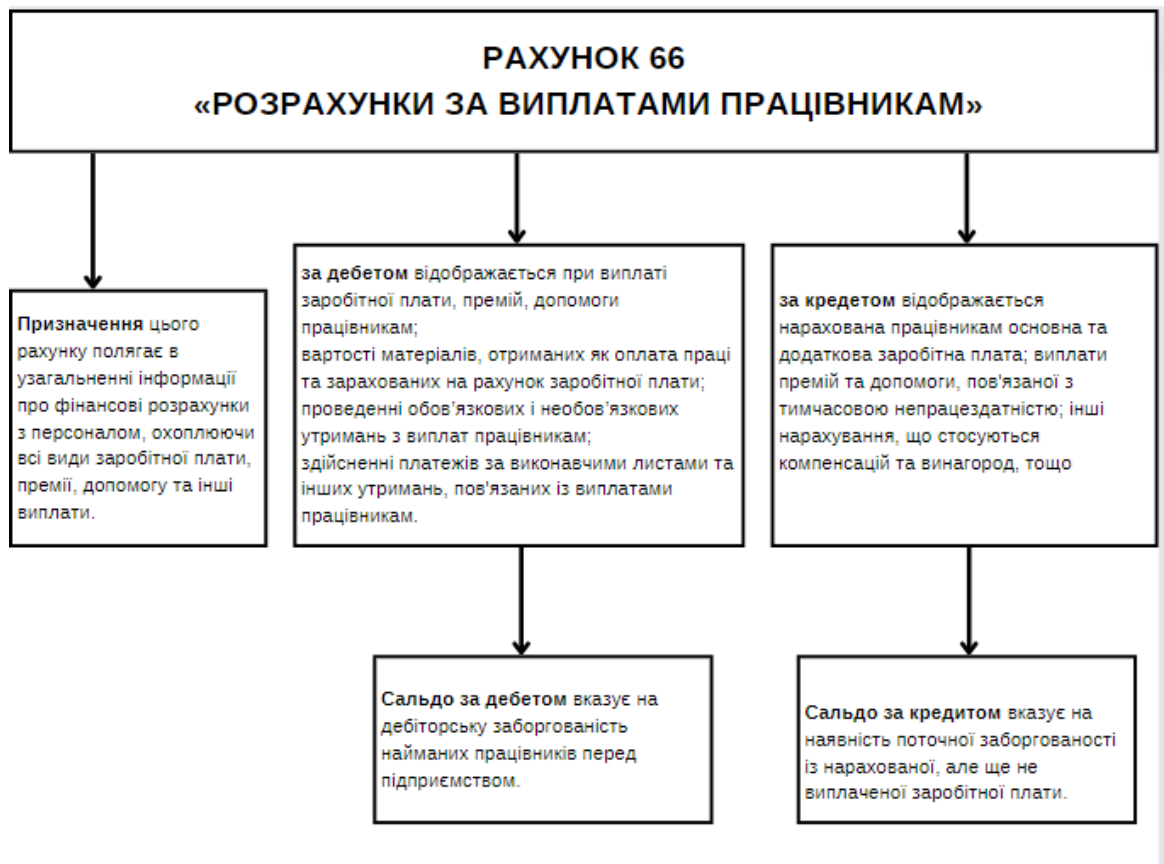 РАХУНОК 66
«РОЗРАХУНКИ ЗА ВИПЛАТАМИ ПРАЦІВНИКАМ»
Призначення цього
рахунку полягає в
узагальненні інформації
про фінансові розрахунки
з персоналом, охоплюючи
всі види заробітної плати,
премії, допомогу та інші
виплати.
за дебетом відображається при виплаті
заробітної плати, премій, допомоги
працівникам;
вартості матеріалів, отриманих як оплата праці
та зарахованих на рахунок заробітної плати;
проведенні обов'язкових і необов'язкових
утримань з виплат працівникам;
здійсненні платежів за виконавчими листами та
інших утримань, пов'язаних із виплатами
працівникам.
за кредетом відображається
нарахована працівникам основна та
додаткова заробітна плата; виплати
премій та допомоги, пов'язаної з
тимчасовою непрацездатністю; інші
нарахування, що стосуються
компенсацій та винагород, тощо
Сальдо за дебетом вказує на
дебіторську заборгованість
найманих працівників перед
підприємством.
Сальдо за кредитом вказує на
наявність поточної заборгованості
із нарахованої, але ще не
виплаченої заробітної плати.